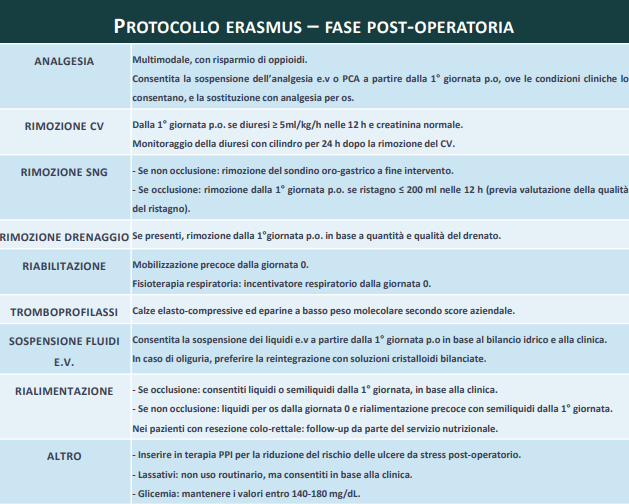 PROTOCOLLO ERASMUS – FASE POST-OPERATORIA
ANALGESIA
Multimodale, con risparmio di oppioidi.
Consentita la sospensione dell'analgesia e.v o PCA a partire dalla 1° giornata p.o, ove le condizioni cliniche lo
consentano, e la sostituzione con analgesia per os.
RIMOZIONE CV
Dalla 1° giornata p.o. se diuresi ≥ 5ml/kg/h nelle 12 h e creatinina normale.
Monitoraggio della diuresi con cilindro per 24 h dopo la rimozione del CV.
RIMOZIONE SNG
- Se non occlusione: rimozione del sondino oro-gastrico a fine intervento.
- Se occlusione: rimozione dalla 1° giornata p.o. se ristagno ≤ 200 ml nelle 12 h (previa valutazione della qualità
del ristagno).
RIMOZIONE DRENAGGIO
Se presenti, rimozione dalla 1°giornata p.o. in base a quantità e qualità del drenato.
RIABILITAZIONE
Mobilizzazione precoce dalla giornata 0.
Fisioterapia respiratoria: incentivatore respiratorio dalla giornata 0.
TROMBOPROFILASSI
Calze elasto-compressive ed eparine a basso peso molecolare secondo score aziendale.
SOSPENSIONE FLUIDI
E.V.
Consentita la sospensione dei liquidi e.v a partire dalla 1° giornata p.o in base al bilancio idrico e alla clinica.
In caso di oliguria, preferire la reintegrazione con soluzioni cristalloidi bilanciate.
RIALIMENTAZIONE
- Se occlusione: consentiti liquidi o semiliquidi dalla 1° giornata, in base alla clinica.
- Se non occlusione: liquidi per os dalla giornata 0 e rialimentazione precoce con semiliquidi dalla 1° giornata.
Nei pazienti con resezione colo-rettale: follow-up da parte del servizio nutrizionale.
ALTRO
- Inserire in terapia PPI per la riduzione del rischio delle ulcere da stress post-operatorio.
- Lassativi: non uso routinario, ma consentiti in base alla clinica.
- Glicemia: mantenere i valori entro 140-180 mg/dL.